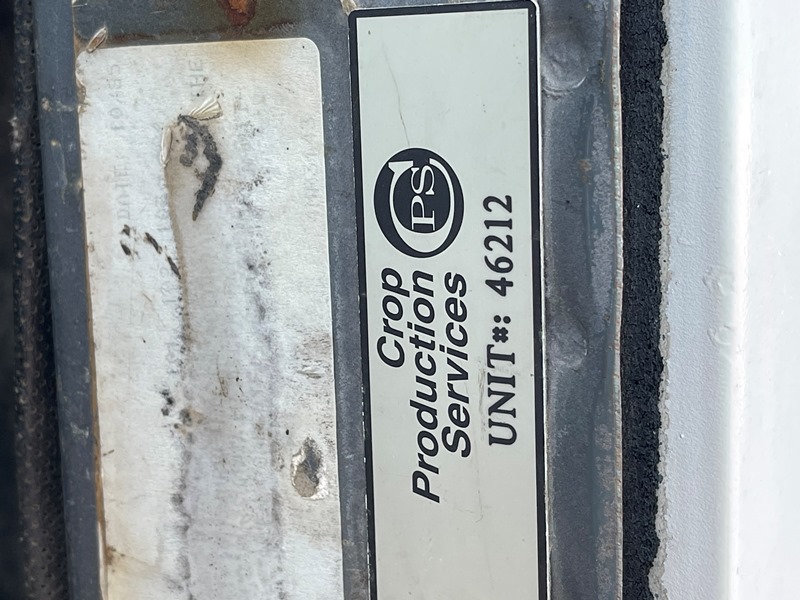 CPS
Crop
Production
Services
UNIT#: 46212